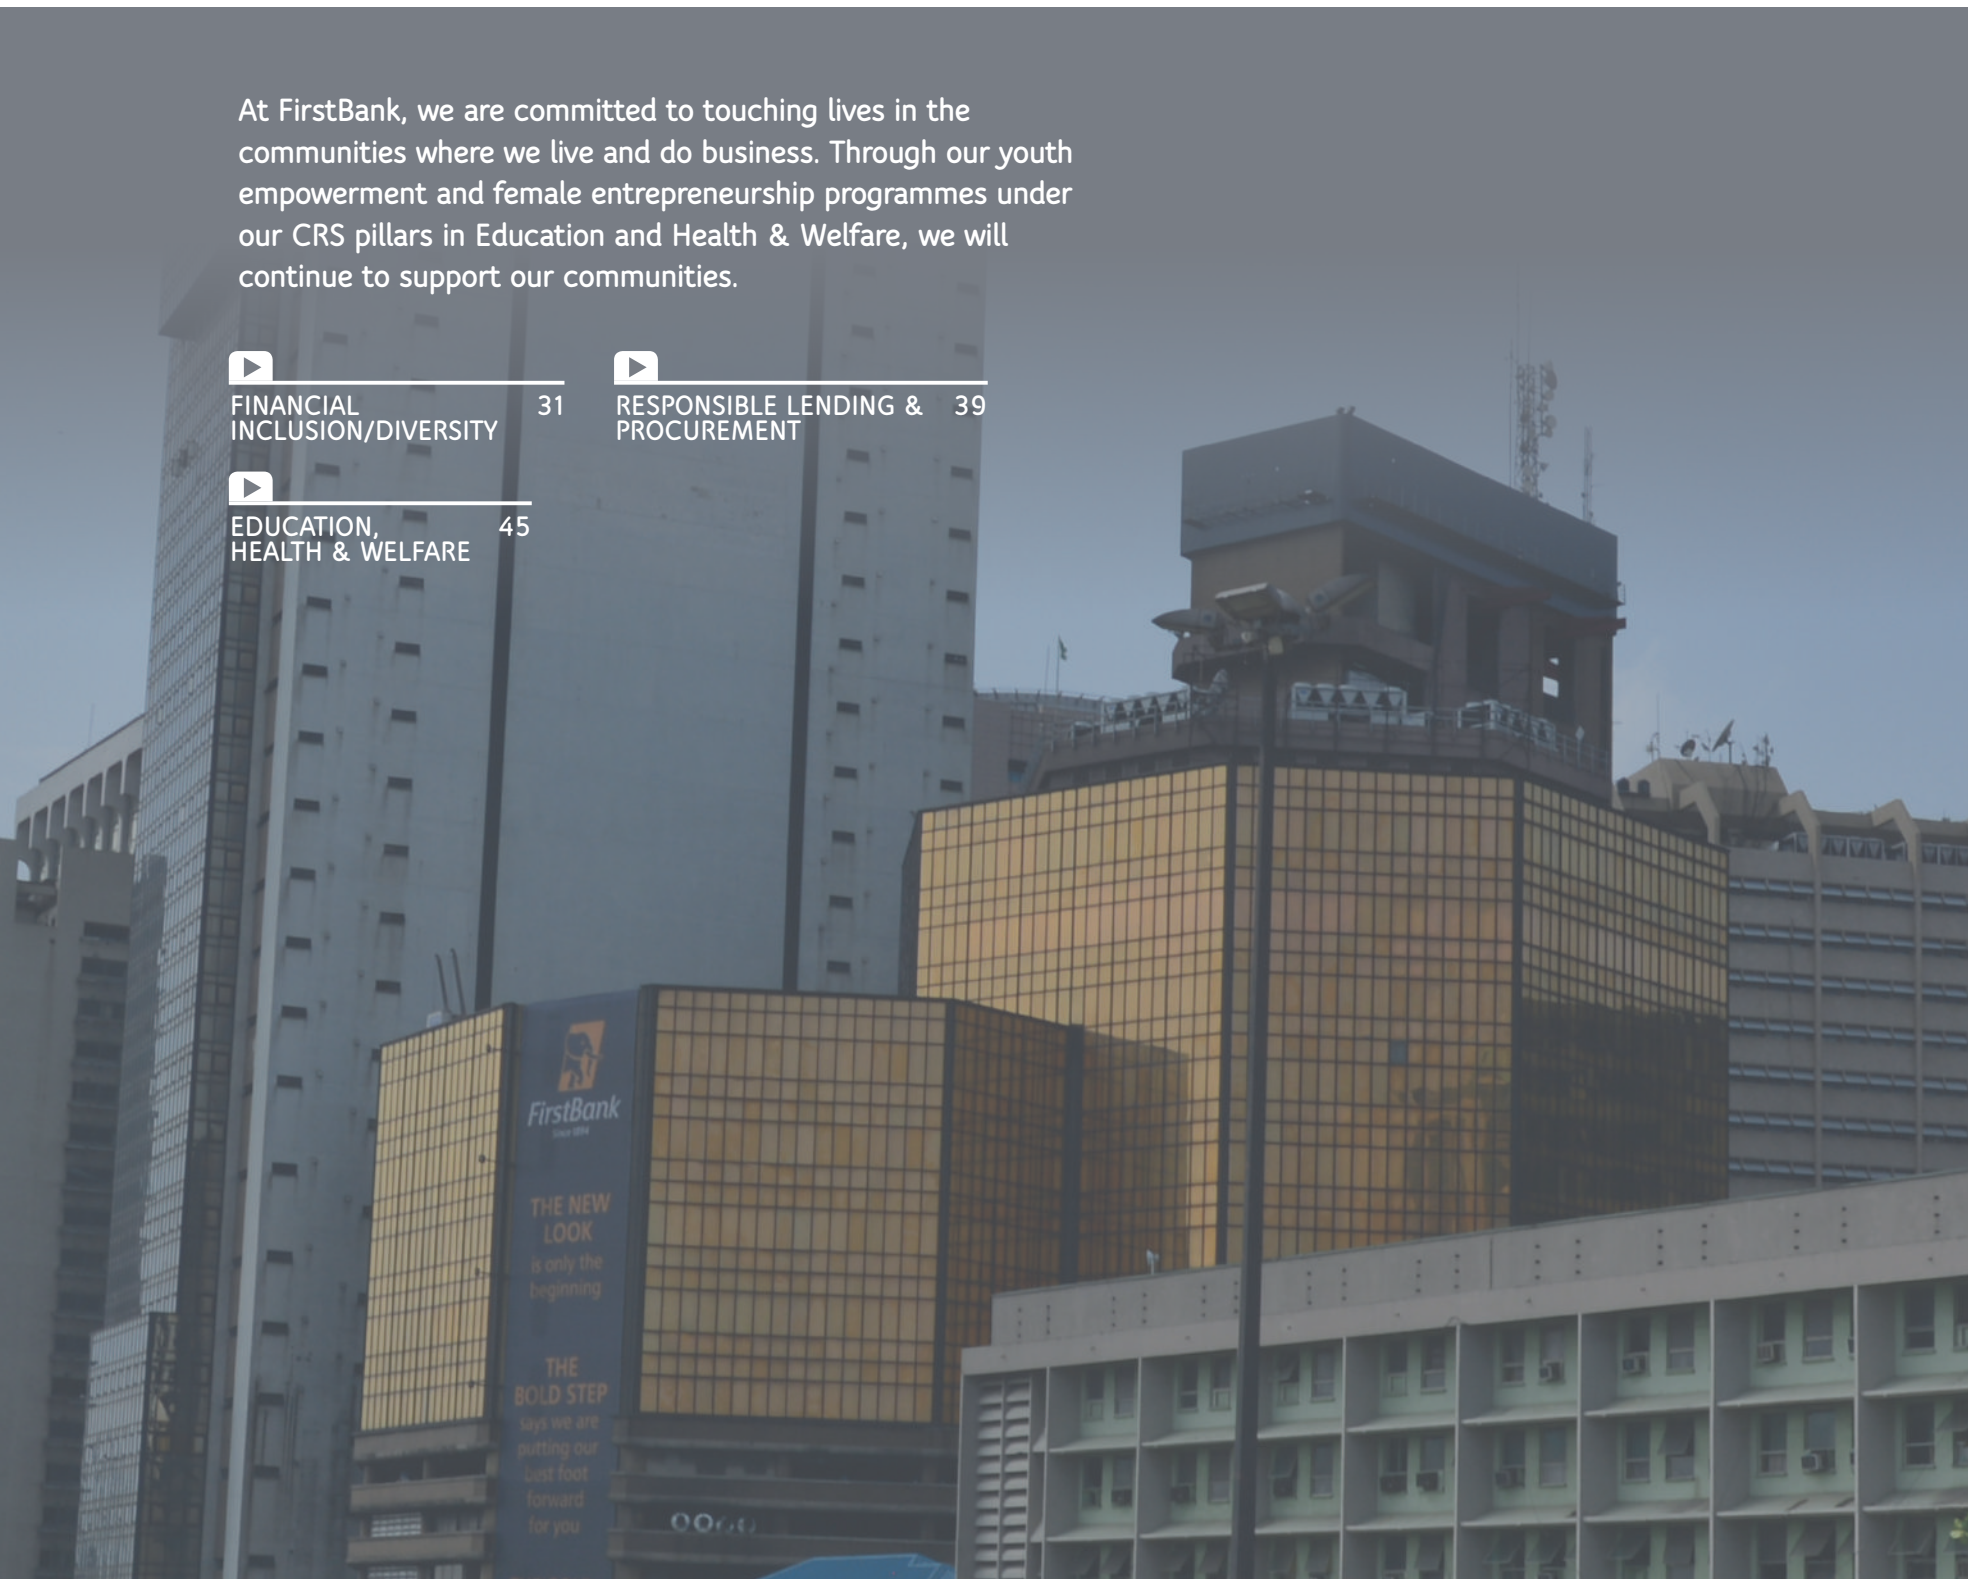 At FirstBank, we are committed to touching lives in the
communities where we live and do business. Through our youth
empowerment and female entrepreneurship programmes under
our CRS pillars in Education and Health & Welfare, we will
continue to support our communities.
FINANCIAL 31
INCLUSION/DIVERSITY
RESPONSIBLE LENDING & 39
PROCUREMENT
EDUCATION, 45
HEALTH & WELFARE
FirstBank
Since 1894
THE NEW
LOOK
is only the
beginning
THE
BOLD STEP
says we are
putting our
best foot
forward
for you